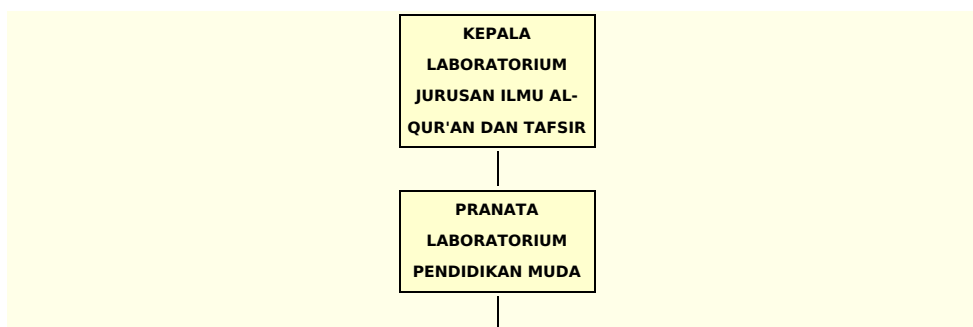 KEPALA
LABORATORIUM
JURUSAN ILMU AL-
QUR'AN DAN TAFSIR
PRANATA
LABORATORIUM
PENDIDIKAN MUDA